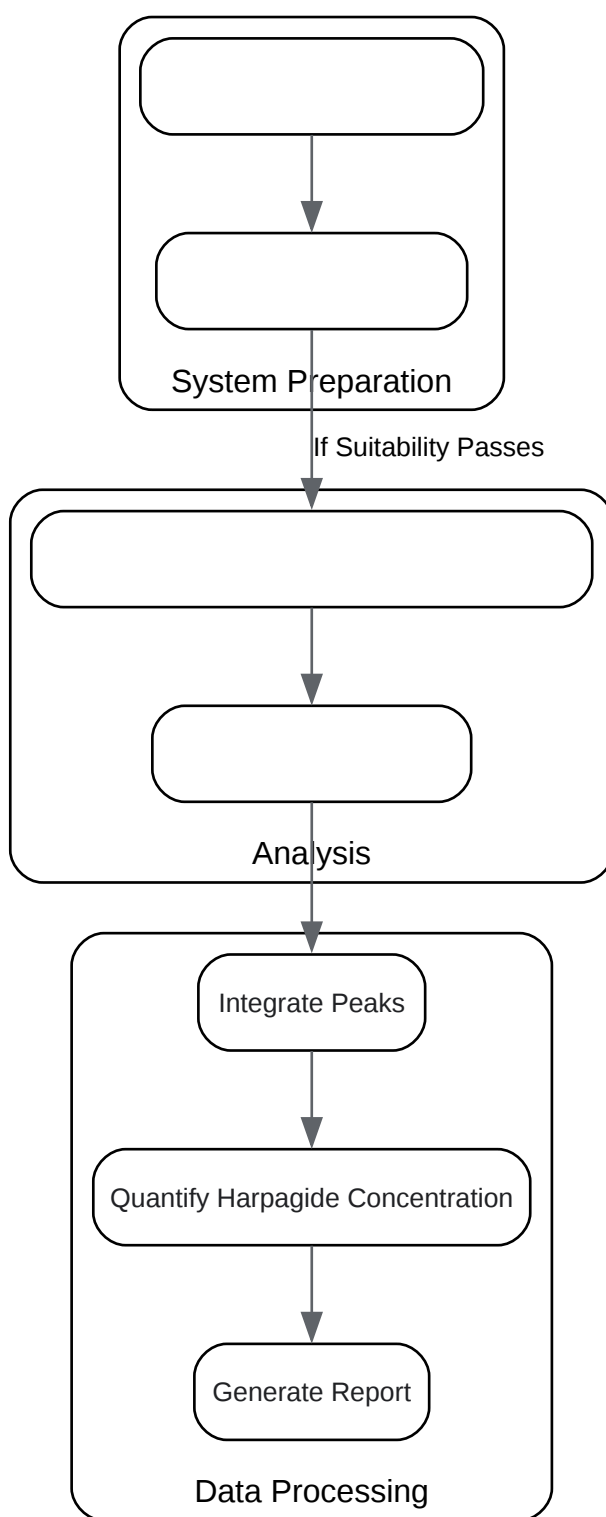 System Preparation
If Suitability Passes
Analysis
Integrate Peaks
Quantify Harpagide Concentration
Generate Report
Data Processing